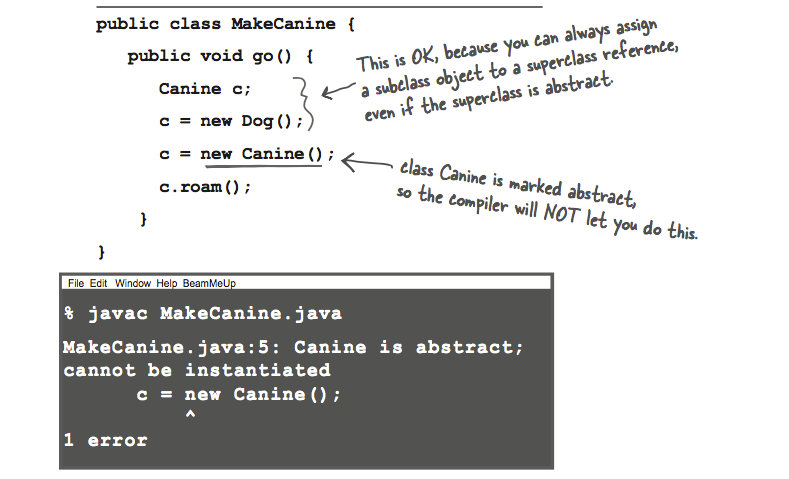 public class MakeCanine {
public void go() {
Canine c;
c = new Dog();
c = new Canine();
c.roam();
}
}
This is OK, because you can always assign
a subclass object to a superclass reference,
even if the superclass is abstract.
class Canine is marked abstract,
so the compiler will NOT let you do this.
File Edit Window Help BeamMeUp
% javac MakeCanine.java
MakeCanine.java:5: Canine is abstract;
cannot be instantiated
c = new Canine();
^
1 error